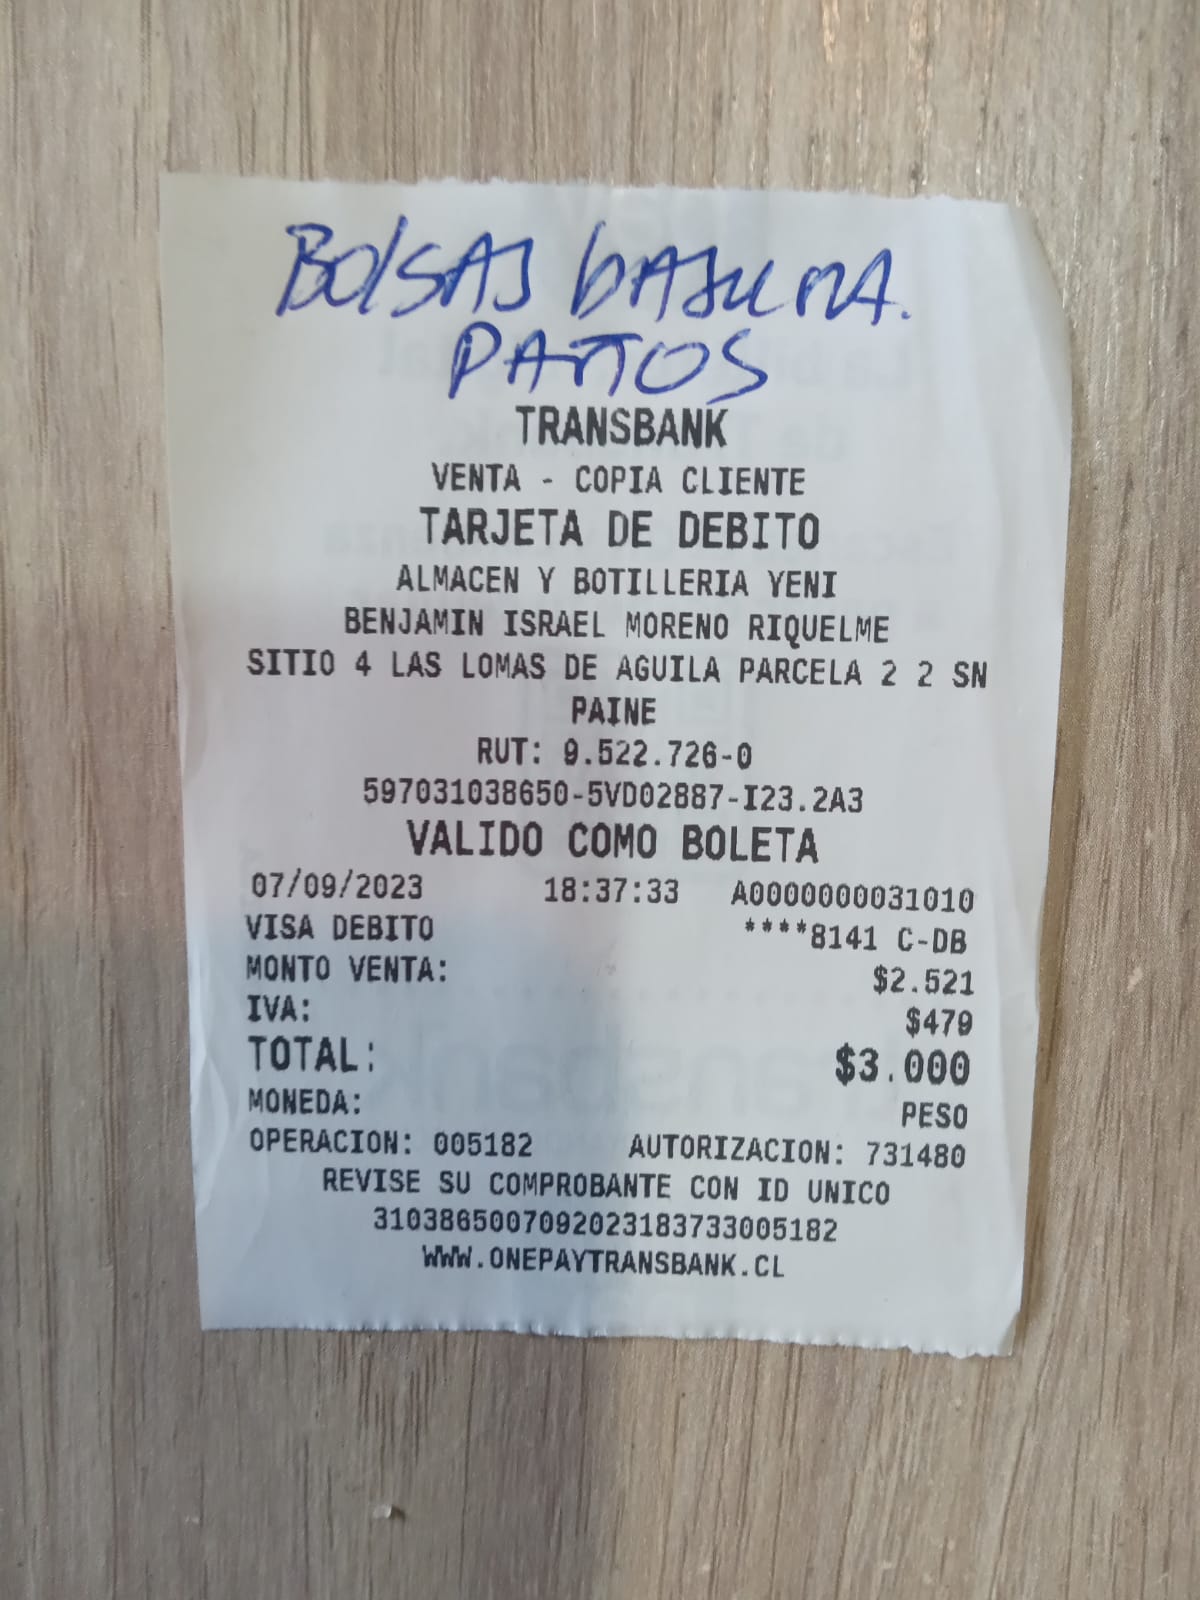 BOLSAS BASURA.
PATTOS
TRANSBANK
VENTA - COPIA CLIENTE
TARJETA DE DEBITO
ALMACEN Y BOTILLERIA YENI
BENJAMIN ISRAEL MORENO RIQUELME
SITIO 4 LAS LOMAS DE AGUILA PARCELA 2 2 SN
PAINE
RUT: 9.522.726-0
597031038650-5VD02887-I23.2A3
VALIDO COMO BOLETA
07/09/2023 18:37:33 A0000000031010
VISA DEBITO ****8141 C-DB
MONTO VENTA: $2.521
IVA: $479
TOTAL: $3.000
MONEDA: PESO
OPERACION: 005182 AUTORIZACION: 731480
REVISE SU COMPROBANTE CON ID UNICO
31038650070920231837330​05182
WWW.ONEPAYTRANSBANK.CL